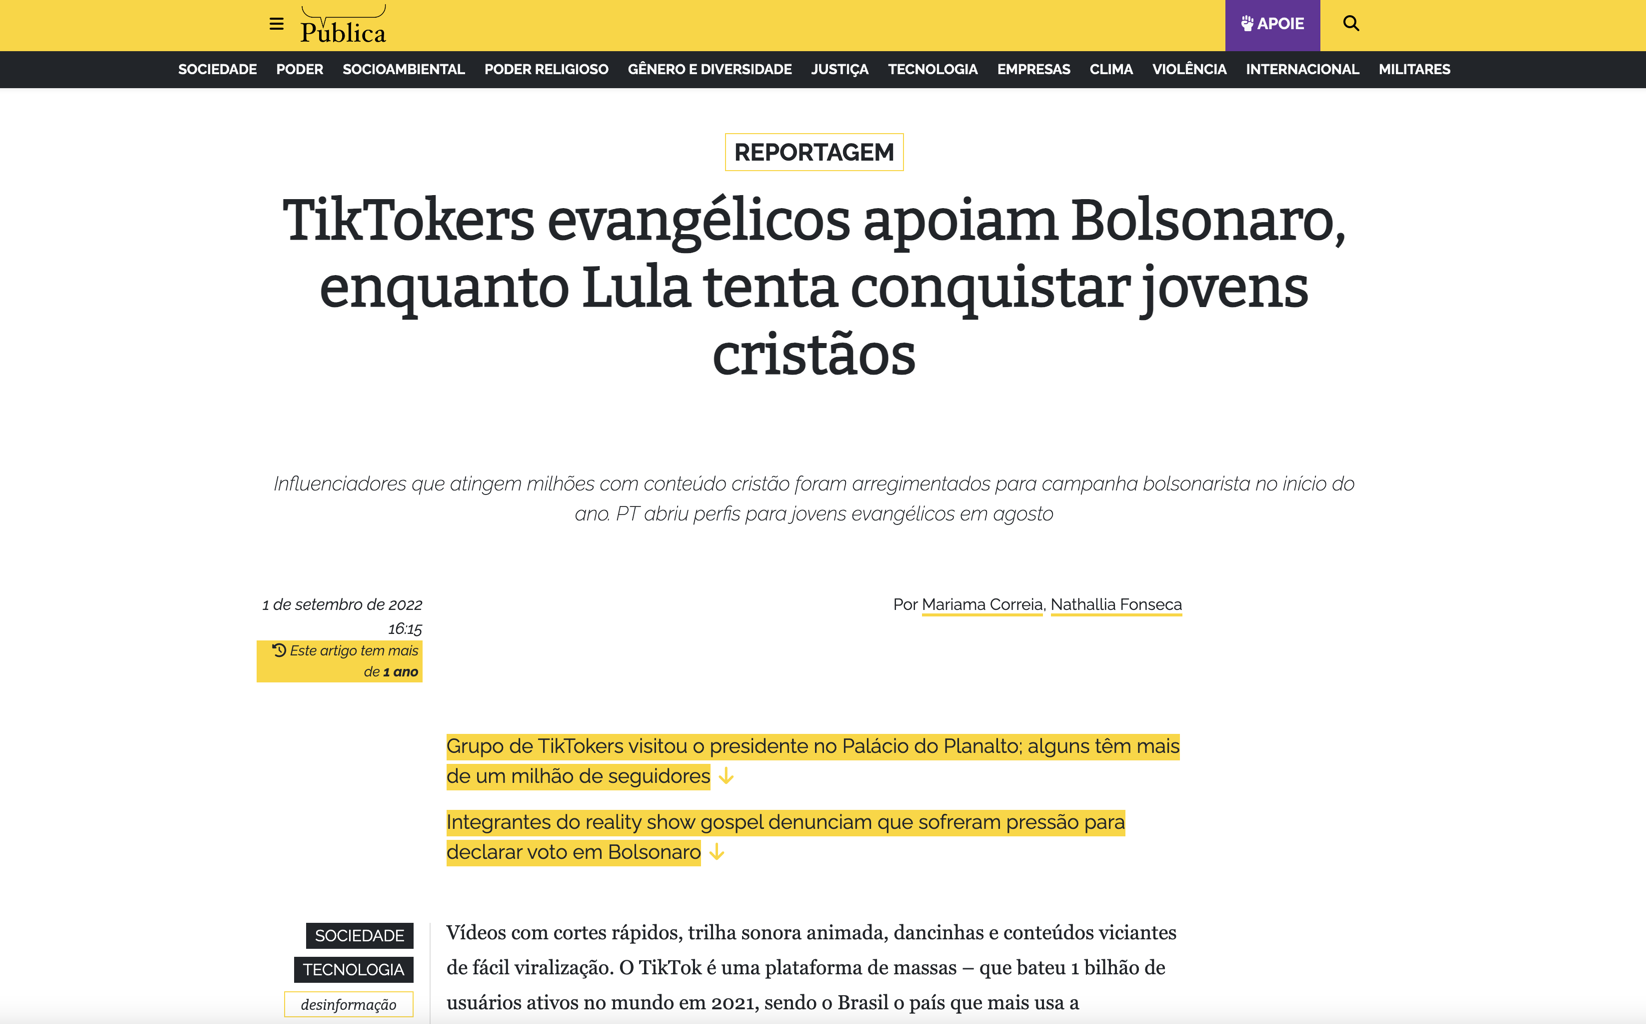 Pública
APOIE
SOCIEDADE PODER SOCIOAMBIENTAL PODER RELIGIOSO GÊNERO E DIVERSIDADE JUSTIÇA TECNOLOGIA EMPRESAS CLIMA VIOLÊNCIA INTERNACIONAL MILITARES
REPORTAGEM
TikTokers evangélicos apoiam Bolsonaro,
enquanto Lula tenta conquistar jovens
cristãos
Influenciadores que atingem milhões com conteúdo cristão foram arregimentados para campanha bolsonarista no início do
ano. PT abriu perfis para jovens evangélicos em agosto
1 de setembro de 2022
16:15
Este artigo tem mais
de 1 ano
Por Mariama Correia, Nathallia Fonseca
Grupo de TikTokers visitou o presidente no Palácio do Planalto; alguns têm mais
de um milhão de seguidores
Integrantes do reality show gospel denunciam que sofreram pressão para
declarar voto em Bolsonaro
SOCIEDADE
TECNOLOGIA
desinformação
Vídeos com cortes rápidos, trilha sonora animada, dancinhas e conteúdos viciantes
de fácil viralização. O TikTok é uma plataforma de massas – que bateu 1 bilhão de
usuários ativos no mundo em 2021, sendo o Brasil o país que mais usa a